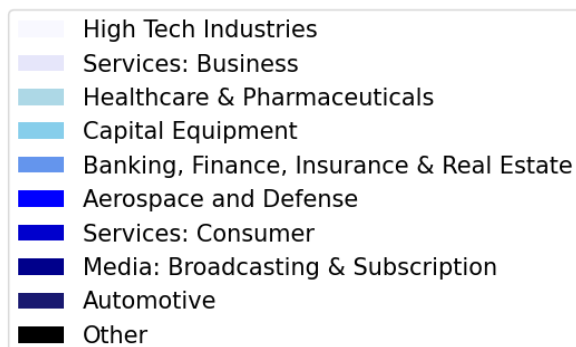 High Tech Industries
Services: Business
Healthcare & Pharmaceuticals
Capital Equipment
Banking, Finance, Insurance & Real Estate
Aerospace and Defense
Services: Consumer
Media: Broadcasting & Subscription
Automotive
Other